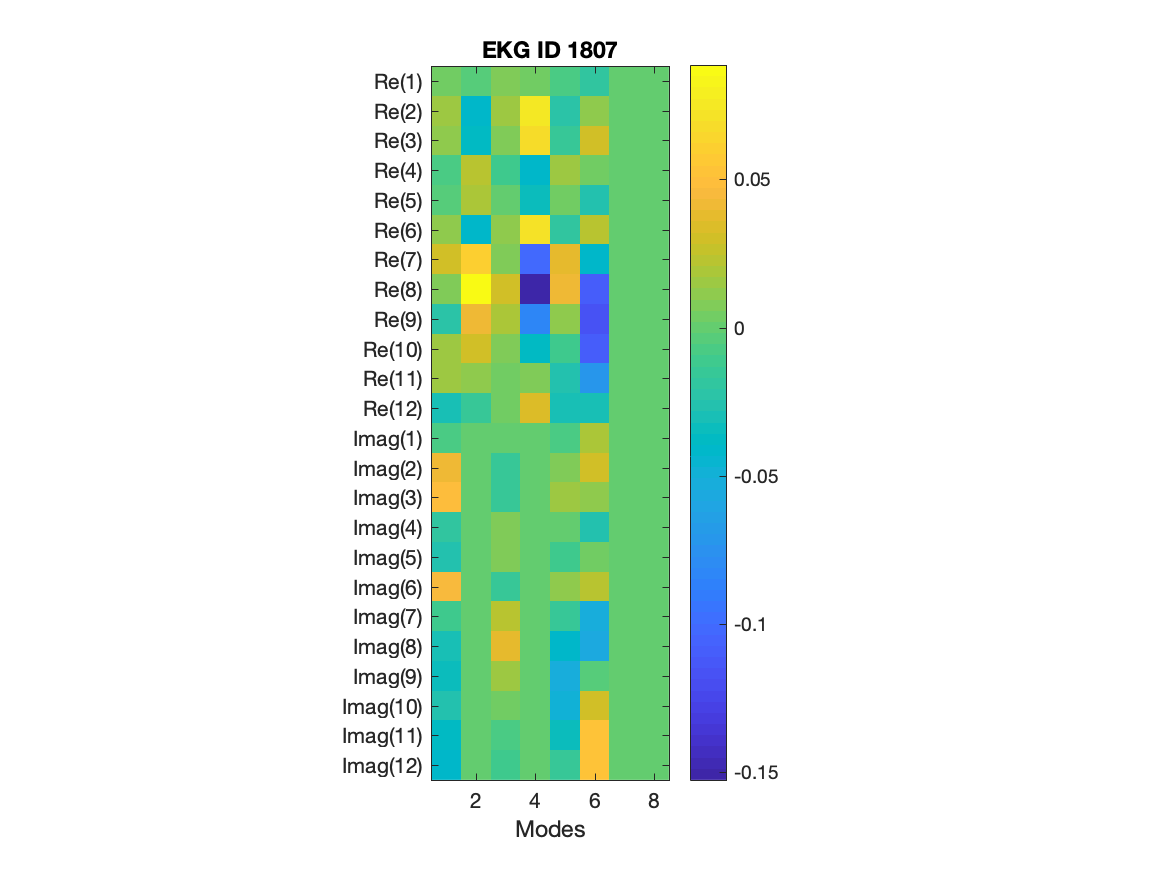 EKG ID 1807
Re(1)
Re(2)
Re(3)
Re(4)
Re(5)
Re(6)
Re(7)
Re(8)
Re(9)
Re(10)
Re(11)
Re(12)
Imag(1)
Imag(2)
Imag(3)
Imag(4)
Imag(5)
Imag(6)
Imag(7)
Imag(8)
Imag(9)
Imag(10)
Imag(11)
Imag(12)
2 4 6 8
Modes
0.05
0
-0.05
-0.1
-0.15